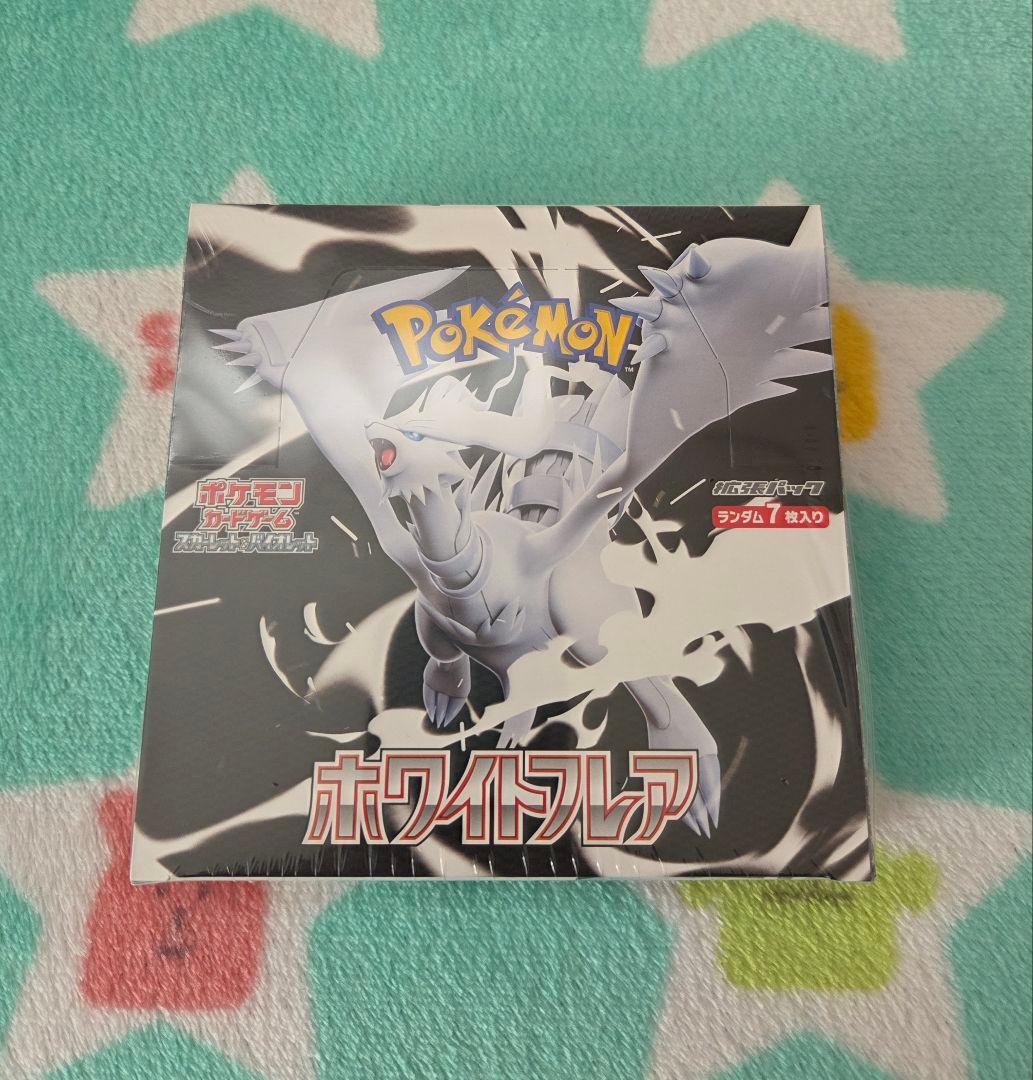 POKéMON
TM
ポケモン
カードゲーム
スカーレット&バイオレット
拡張パック
ランダム7枚入り
ホワイトフレア